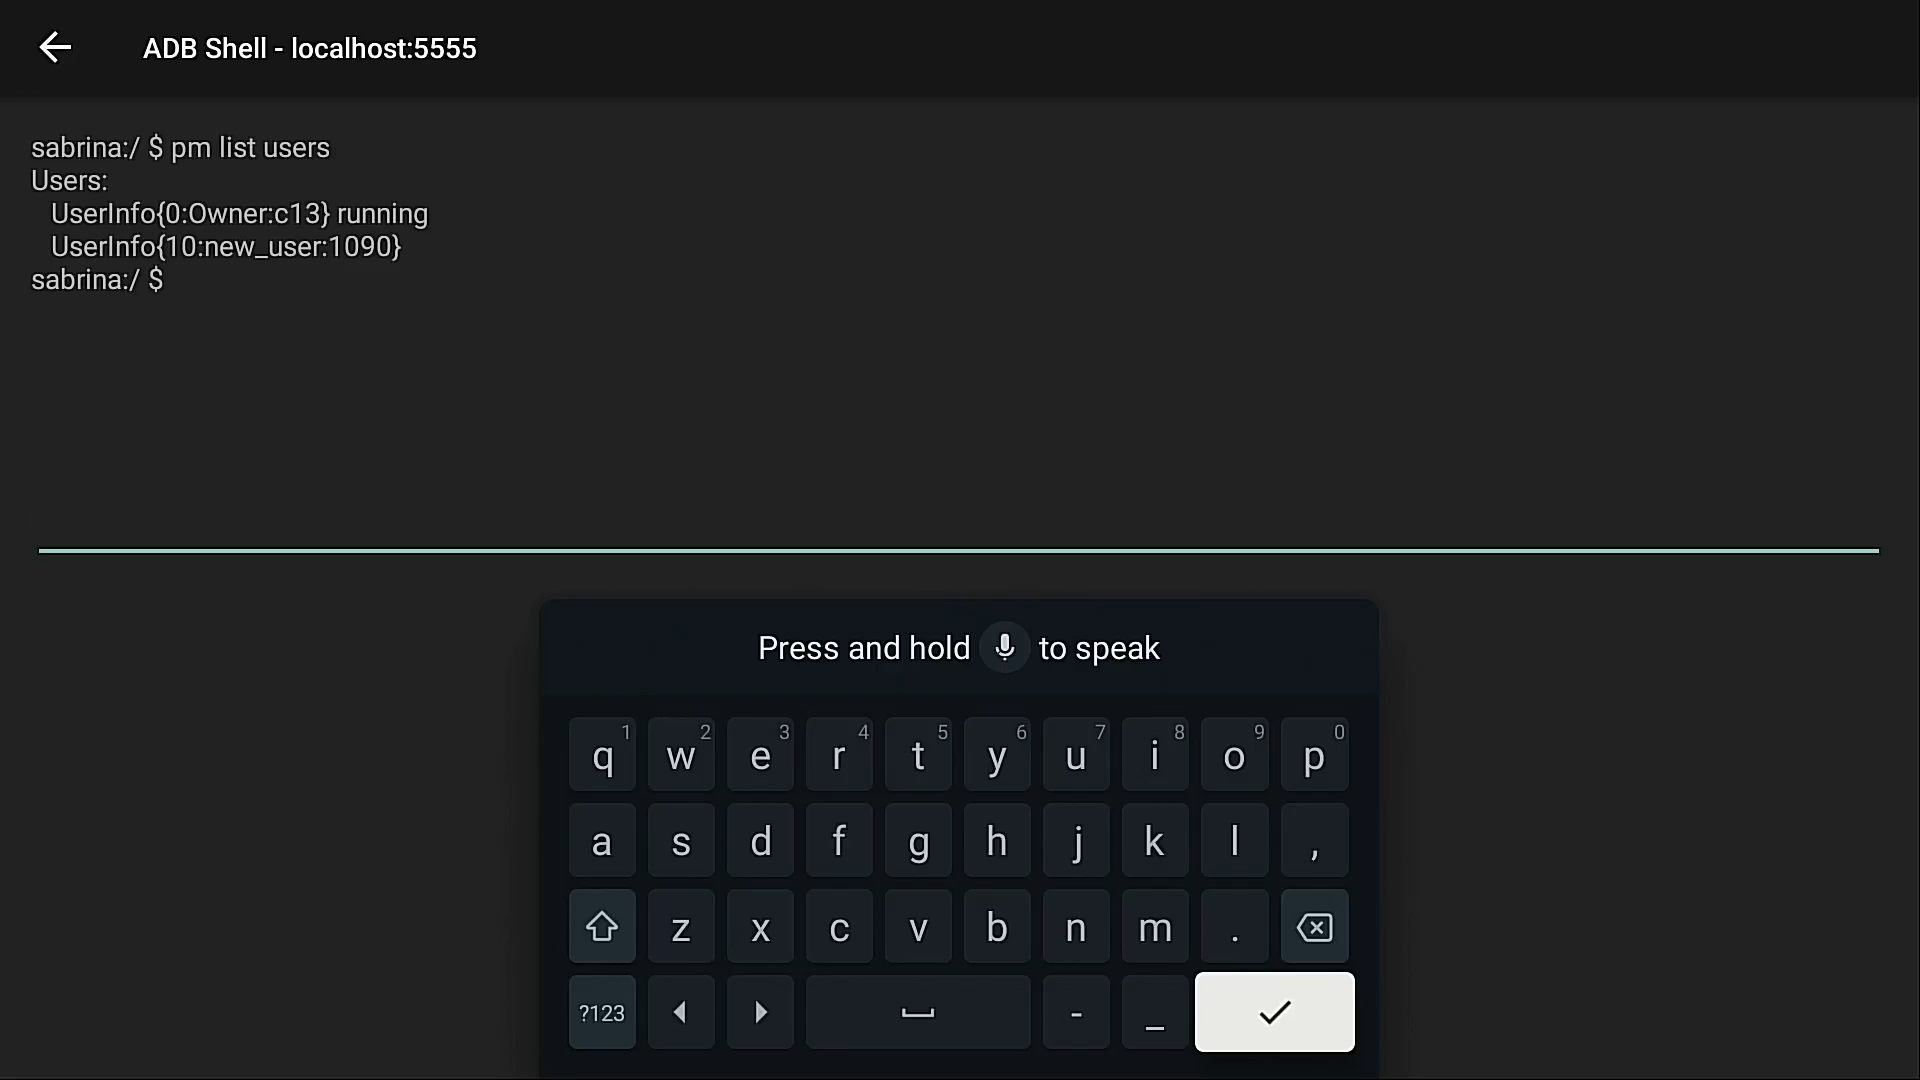 ADB Shell - localhost:5555
sabrina:/ $ pm list users
Users:
UserInfo{0:Owner:c13} running
UserInfo{10:new_user:1090}
sabrina:/ $
Press and hold to speak
q 1 w 2 e 3 r 4 t 5 y 6 u 7 i 8 o 9 p 0
a s d f g h j k l ,
z x c v b n m .
?123 - _